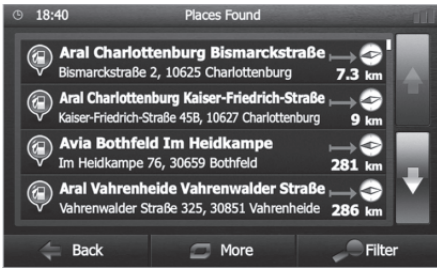 18:40 Places Found
Aral Charlottenburg Bismarckstraße
Bismarckstraße 2, 10625 Charlottenburg 7.3 km
Aral Charlottenburg Kaiser-Friedrich-Straße
Kaiser-Friedrich-Straße 45B, 10627 Charlottenburg 9 km
Avia Bothfeld Im Heidkampe
Im Heidkampe 76, 30659 Bothfeld 281 km
Aral Vahrenheide Vahrenwalder Straße
Vahrenwalder Straße 325, 30851 Vahrenheide 286 km
Back More Filter